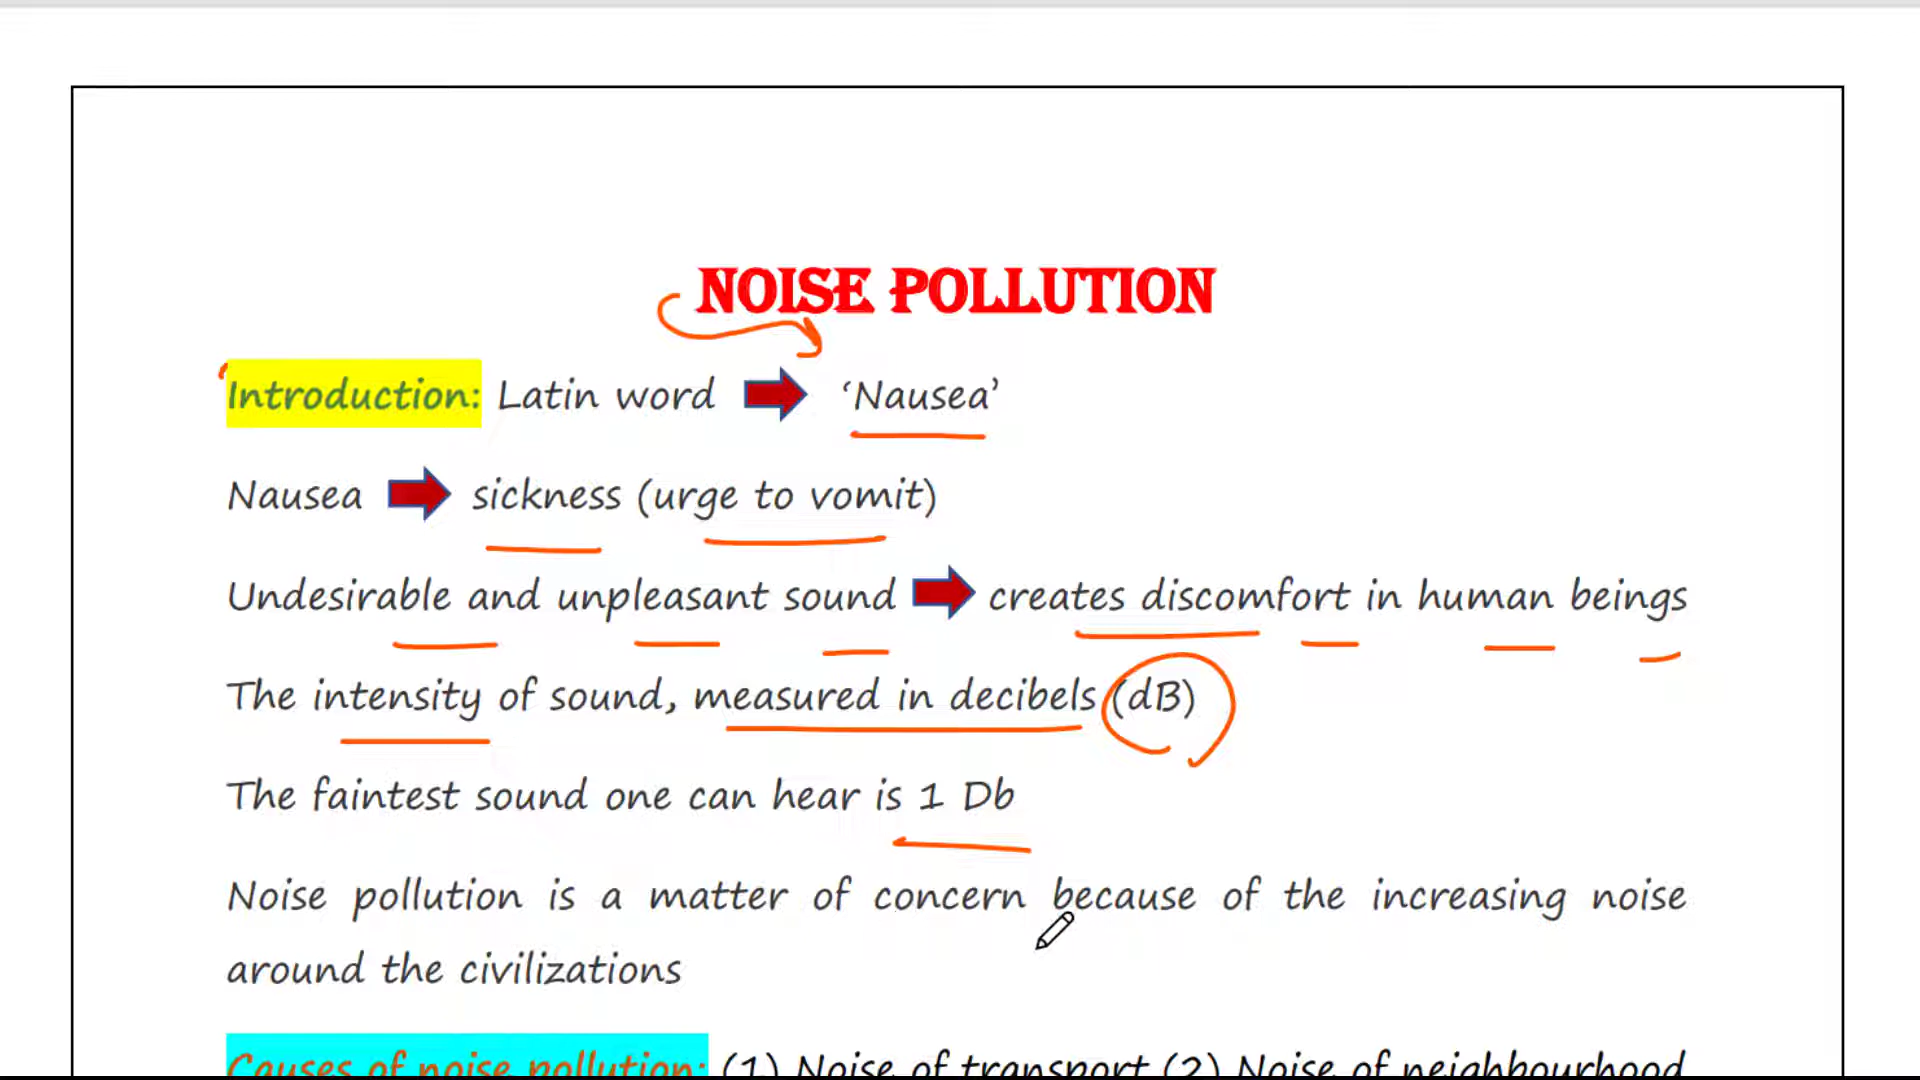 NOISE POLLUTION
Introduction: Latin word ‘Nausea’
Nausea sickness (urge to vomit)
Undesirable and unpleasant sound creates discomfort in human beings
The intensity of sound, measured in decibels (dB)
The faintest sound one can hear is 1 Db
Noise pollution is a matter of concern because of the increasing noise
around the civilizations
Causes of noise pollution: (1) Noise of transport (2) Noise of neighbourhood